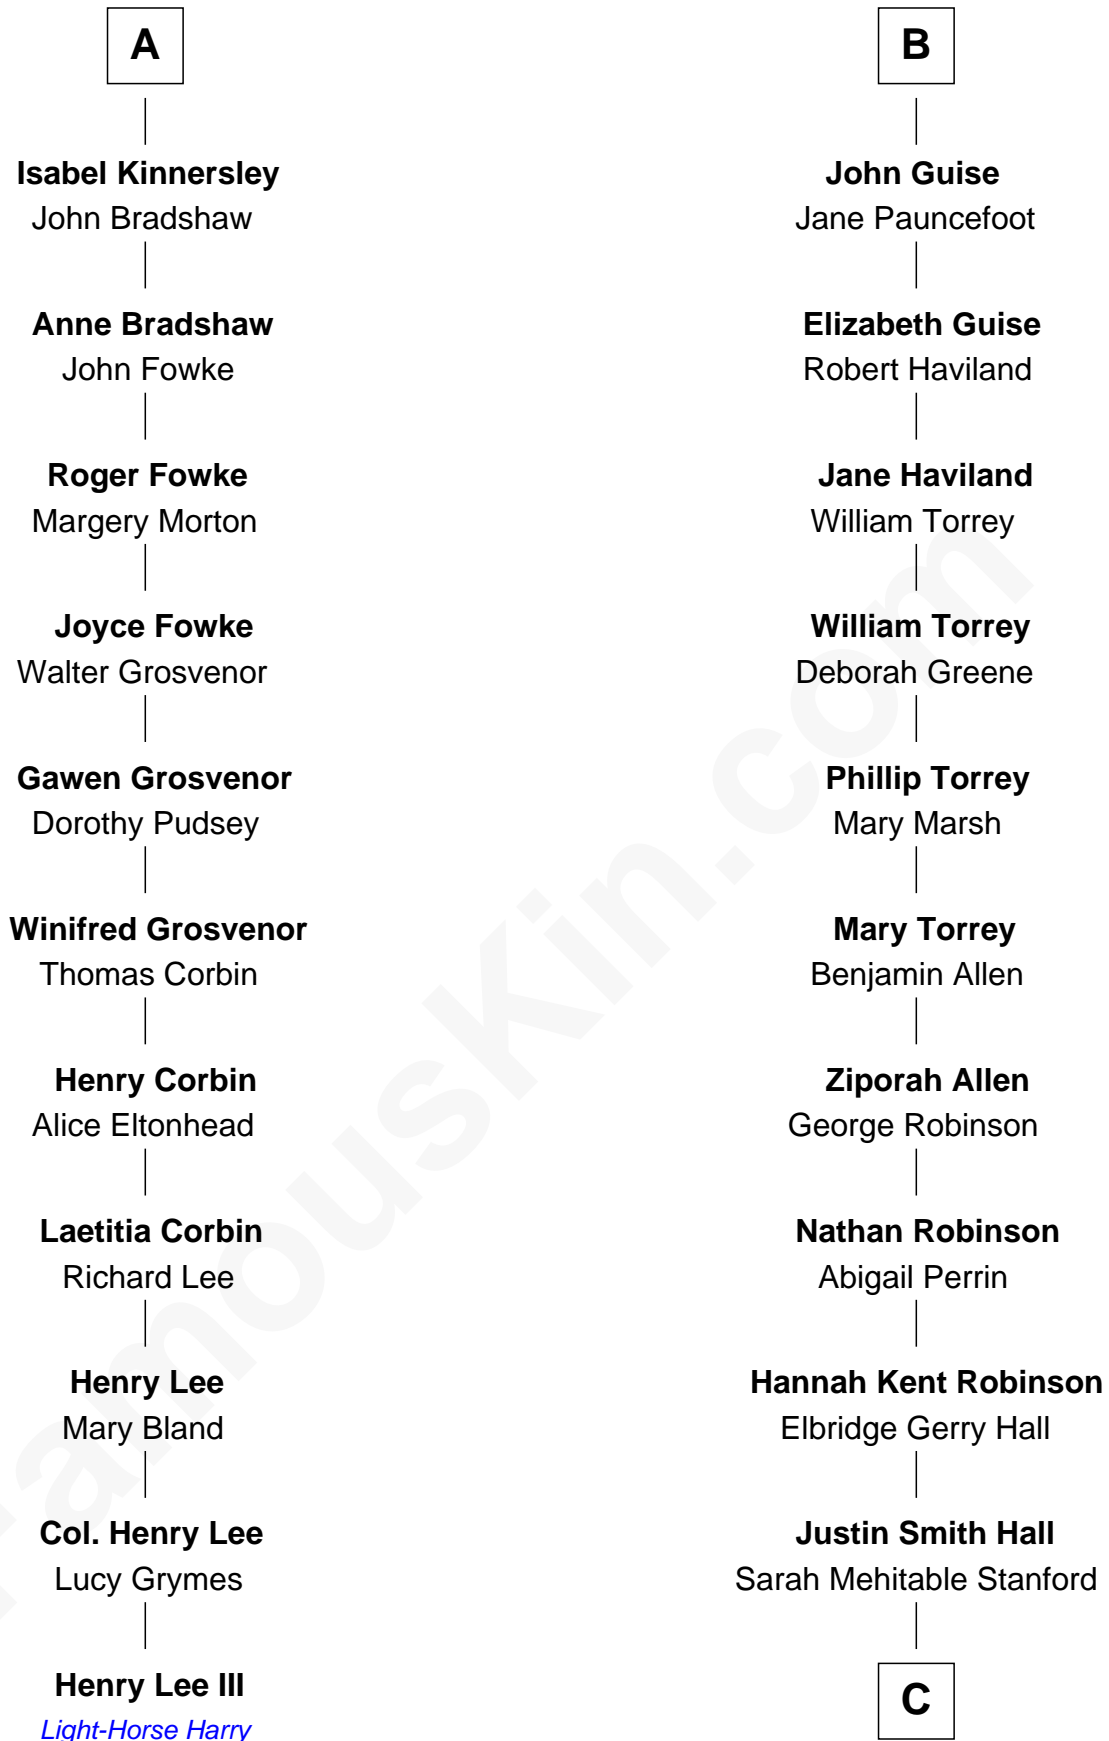 A
Isabel Kinnersley
John Bradshaw
Anne Bradshaw
John Fowke
Roger Fowke
Margery Morton
Joyce Fowke
Walter Grosvenor
Gawen Grosvenor
Dorothy Pudsey
Winifred Grosvenor
Thomas Corbin
Henry Corbin
Alice Eltonhead
Laetitia Corbin
Richard Lee
Henry Lee
Mary Bland
Col. Henry Lee
Lucy Grymes
Henry Lee III
Light-Horse Harry
B
John Guise
Jane Pauncefoot
Elizabeth Guise
Robert Haviland
Jane Haviland
William Torrey
William Torrey
Deborah Greene
Phillip Torrey
Mary Marsh
Mary Torrey
Benjamin Allen
Ziporah Allen
George Robinson
Nathan Robinson
Abigail Perrin
Hannah Kent Robinson
Elbridge Gerry Hall
Justin Smith Hall
Sarah Mehitable Stanford
C
FamousKin.com